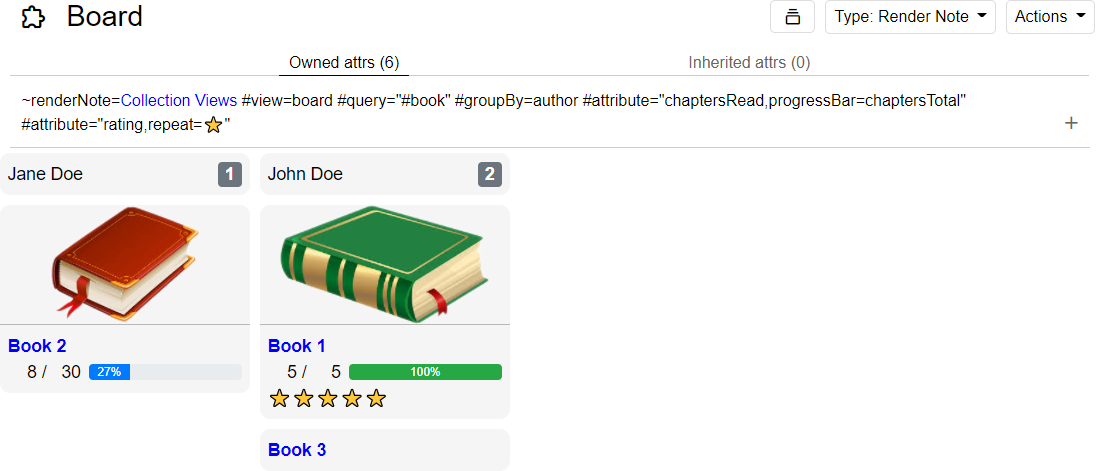 Board
Type: Render Note
Actions
Owned attrs (6)
Inherited attrs (0)
~renderNote=Collection Views #view=board #query="#book" #groupBy=author #attribute="chaptersRead,progressBar=chaptersTotal"
#attribute="rating,repeat=⭐"
+
Jane Doe 1
John Doe 2
Book 2
8 / 30 27%
Book 1
5 / 5 100%
⭐⭐⭐⭐⭐
Book 3